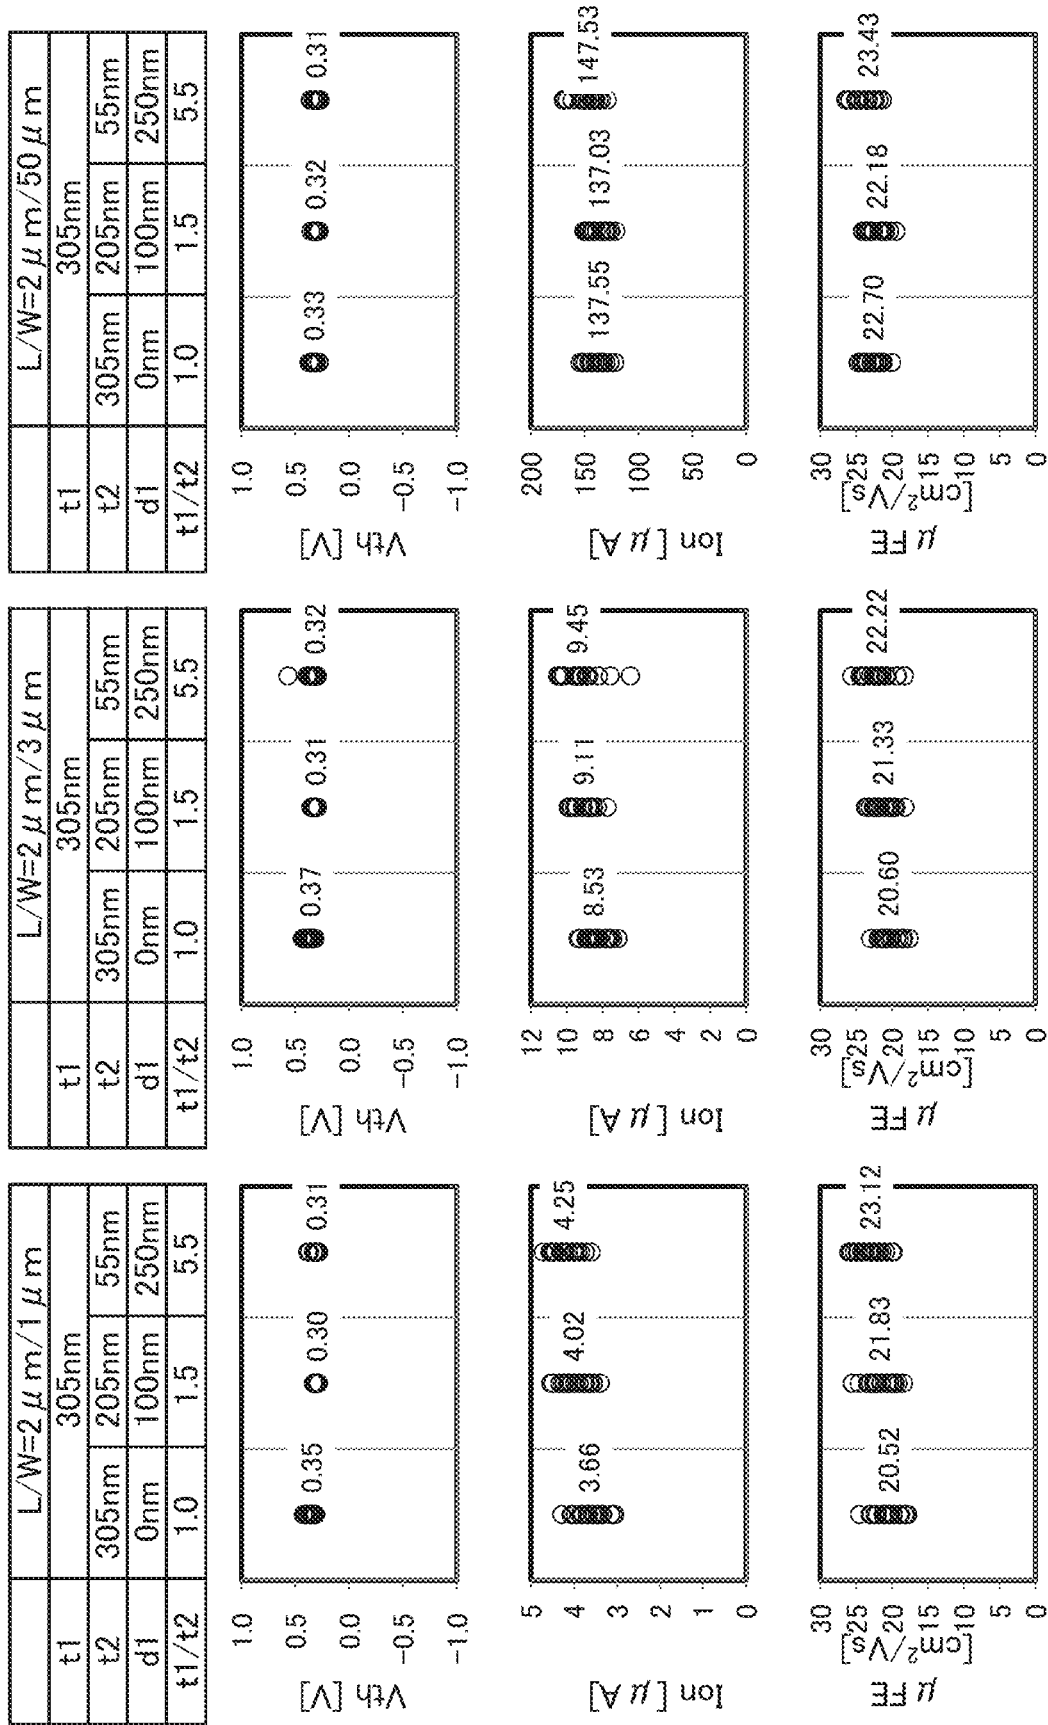 L/W=2μm/1μm
t1 305nm
t2 305nm 205nm 55nm
d1 0nm 100nm 250nm
t1/t2 1.0 1.5 5.5
Vth [V]
1.0
0.5
0.0
-0.5
-1.0
0.35 0.30 0.31
Ion [μA]
5
4
3
2
1
0
3.66 4.02 4.25
μFE
[cm²/Vs]
30
25
20
15
10
5
0
20.52 21.83 23.12
L/W=2μm/3μm
t1 305nm
t2 305nm 205nm 55nm
d1 0nm 100nm 250nm
t1/t2 1.0 1.5 5.5
Vth [V]
1.0
0.5
0.0
-0.5
-1.0
0.37 0.31 0.32
Ion [μA]
12
10
8
6
4
2
0
8.53 9.11 9.45
μFE
[cm²/Vs]
30
25
20
15
10
5
0
20.60 21.33 22.22
L/W=2μm/50μm
t1 305nm
t2 305nm 205nm 55nm
d1 0nm 100nm 250nm
t1/t2 1.0 1.5 5.5
Vth [V]
1.0
0.5
0.0
-0.5
-1.0
0.33 0.32 0.31
Ion [μA]
200
150
100
50
0
137.55 137.03 147.53
μFE
[cm²/Vs]
30
25
20
15
10
5
0
22.70 22.18 23.43